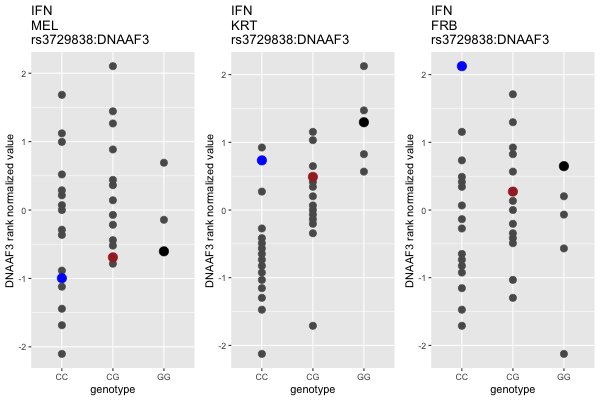 IFN
MEL
rs3729838:DNAAF3
DNAAF3 rank normalized value
2
1
0
-1
-2
CC CG GG
genotype
IFN
KRT
rs3729838:DNAAF3
DNAAF3 rank normalized value
2
1
0
-1
-2
CC CG GG
genotype
IFN
FRB
rs3729838:DNAAF3
DNAAF3 rank normalized value
2
1
0
-1
-2
CC CG GG
genotype